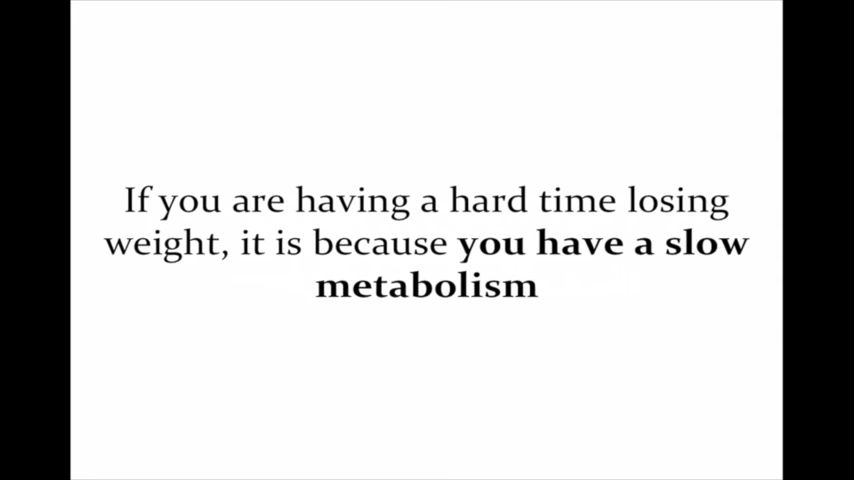 If you are having a hard time losing
weight, it is because you have a slow
metabolism